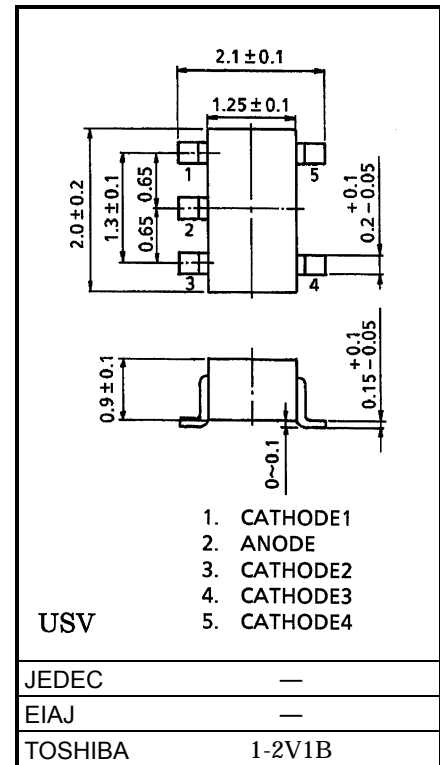 2.1±0.1
1.25±0.1
2.0±0.2
1.3±0.1
0.65
0.65
1
2
3
5
4
+0.1
0.2−0.05
0.9±0.1
+0.1
0.15−0.05
0~0.1
1. CATHODE1
2. ANODE
3. CATHODE2
4. CATHODE3
5. CATHODE4
USV
JEDEC —
EIAJ —
TOSHIBA 1-2V1B